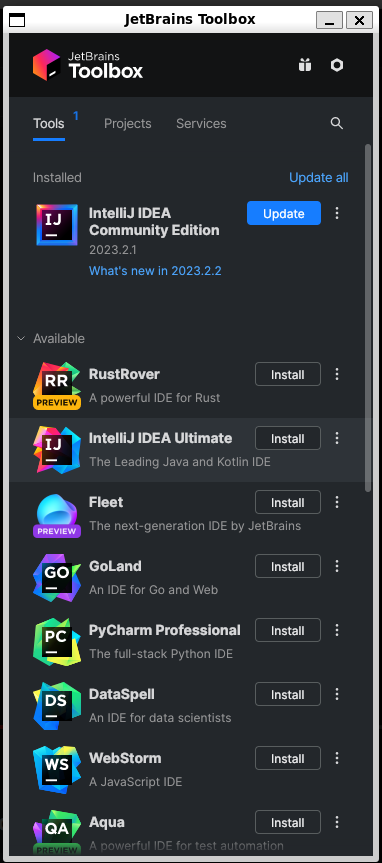 JetBrains Toolbox
JetBrains
Toolbox
Tools 1 Projects Services
Installed Update all
IJ IntelliJ IDEA
Community Edition Update
2023.2.1
What's new in 2023.2.2
Available
RR RustRover Install
PREVIEW A powerful IDE for Rust
IJ IntelliJ IDEA Ultimate Install
The Leading Java and Kotlin IDE
Fleet Install
PREVIEW The next-generation IDE by JetBrains
GO GoLand Install
An IDE for Go and Web
PC PyCharm Professional Install
The full-stack Python IDE
DS DataSpell Install
An IDE for data scientists
WS WebStorm Install
A JavaScript IDE
QA Aqua Install
PREVIEW A powerful IDE for test automation